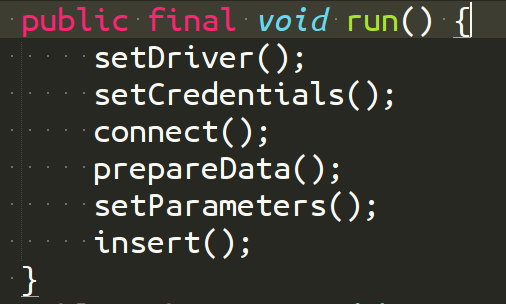 public final void run() {
setDriver();
setCredentials();
connect();
prepareData();
setParameters();
insert();
}